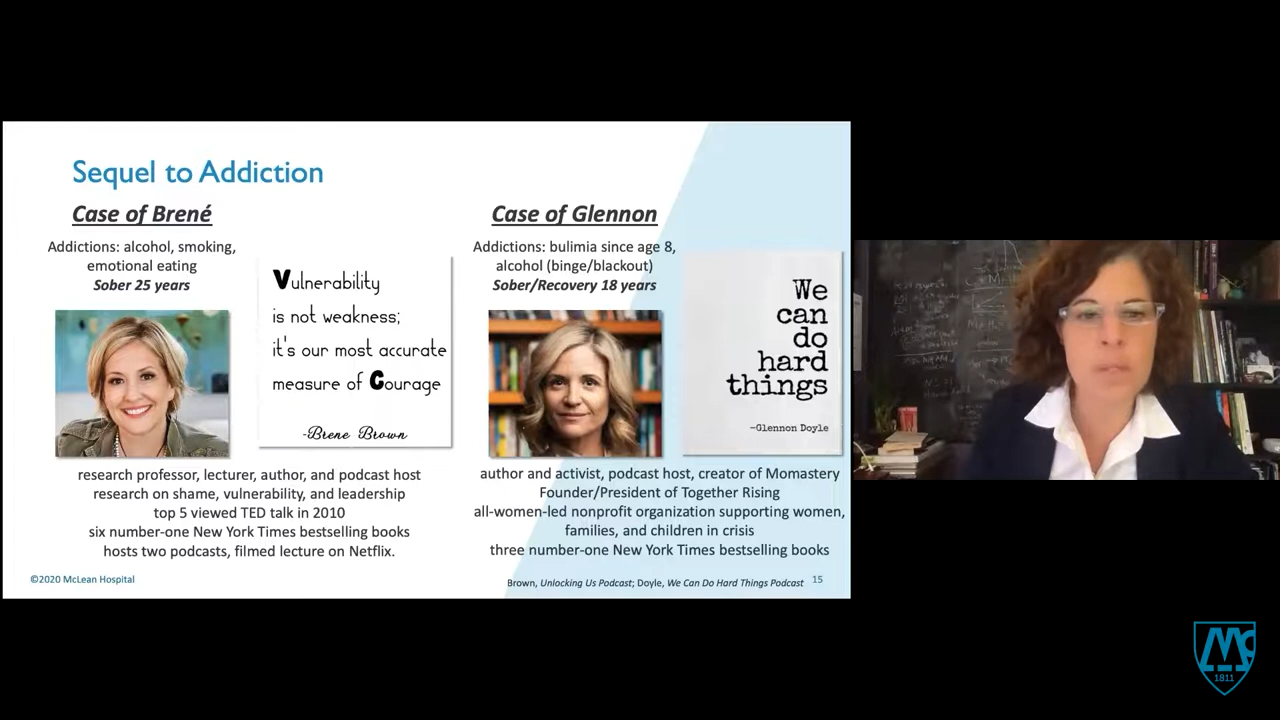 Sequel to Addiction
Case of Brené
Addictions: alcohol, smoking,
emotional eating
Sober 25 years
Vulnerability
is not weakness;
it's our most accurate
measure of Courage
-Brene Brown
research professor, lecturer, author, and podcast host
research on shame, vulnerability, and leadership
top 5 viewed TED talk in 2010
six number-one New York Times bestselling books
hosts two podcasts, filmed lecture on Netflix.
Case of Glennon
Addictions: bulimia since age 8,
alcohol (binge/blackout)
Sober/Recovery 18 years
We
can
do
hard
things
—Glennon Doyle
author and activist, podcast host, creator of Momastery
Founder/President of Together Rising
all-women-led nonprofit organization supporting women,
families, and children in crisis
three number-one New York Times bestselling books
©2020 McLean Hospital
Brown, Unlocking Us Podcast; Doyle, We Can Do Hard Things Podcast
15
1811